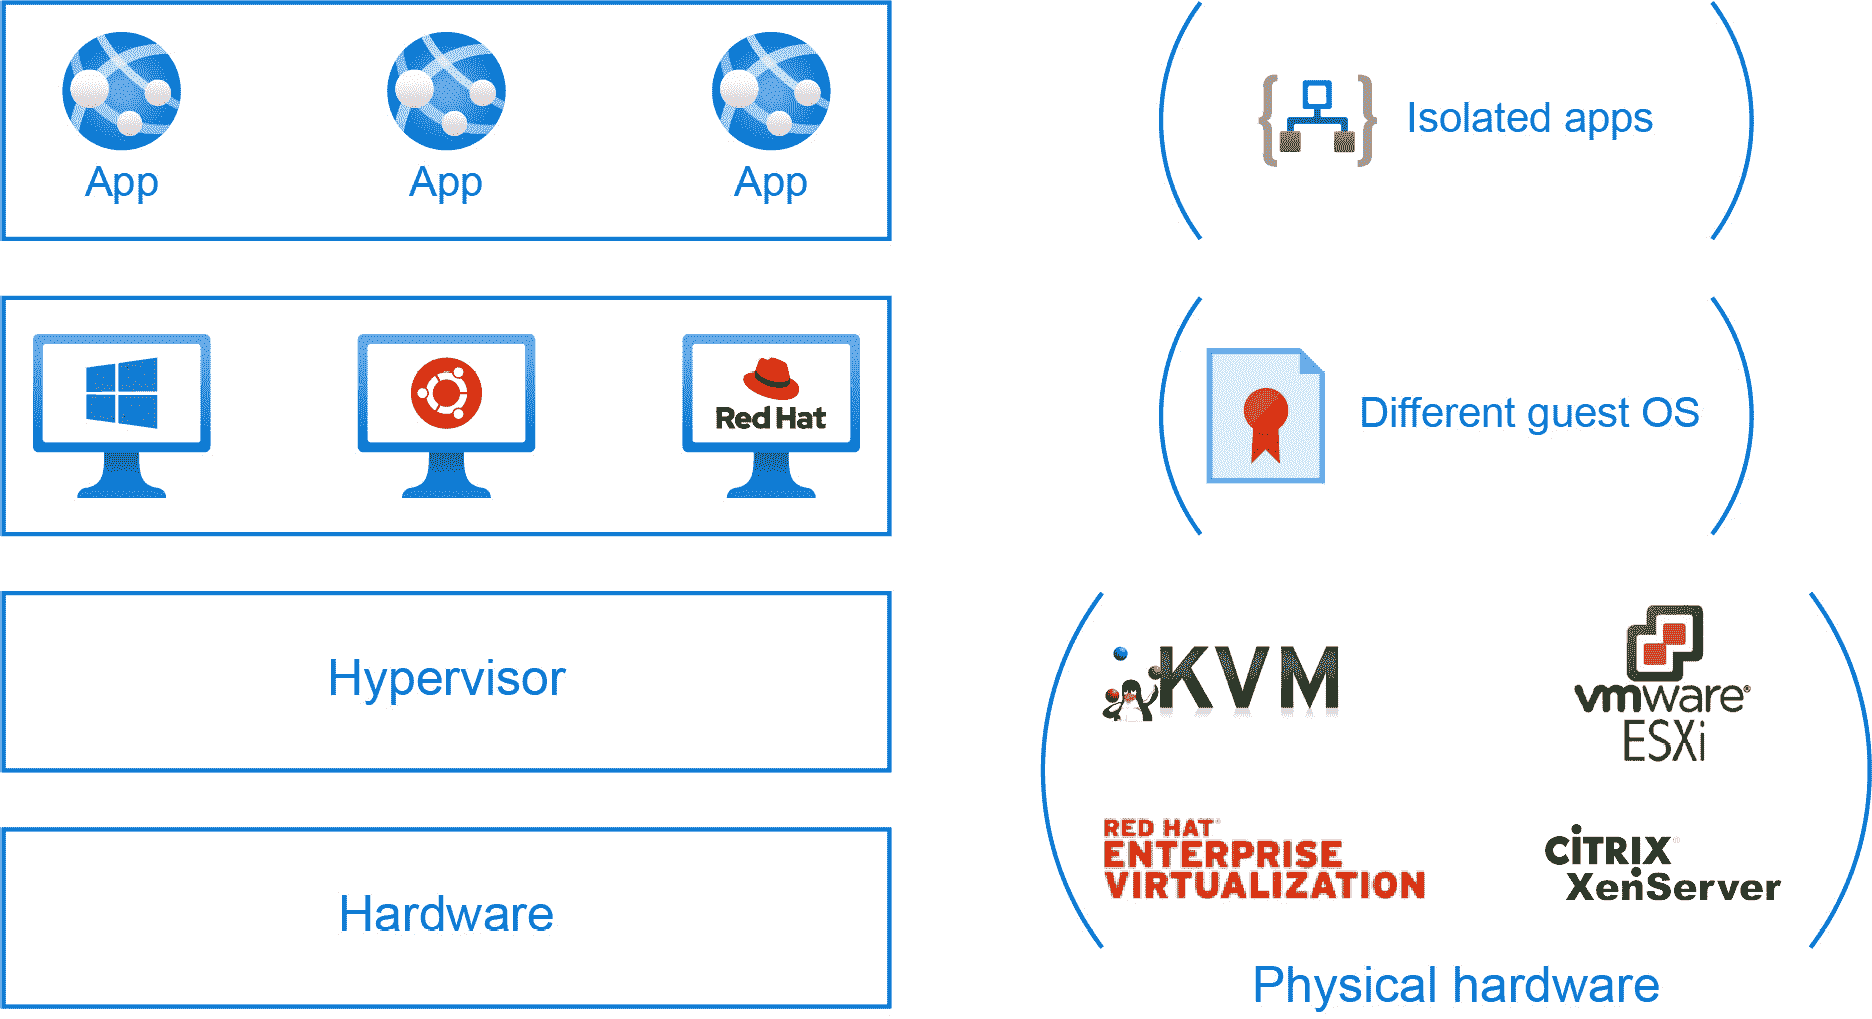 App
App
App
Isolated apps
Red Hat
Different guest OS
Hypervisor
KVM
vmware®
ESXi
Hardware
RED HAT®
ENTERPRISE
VIRTUALIZATION
CITRIX®
XenServer
Physical hardware